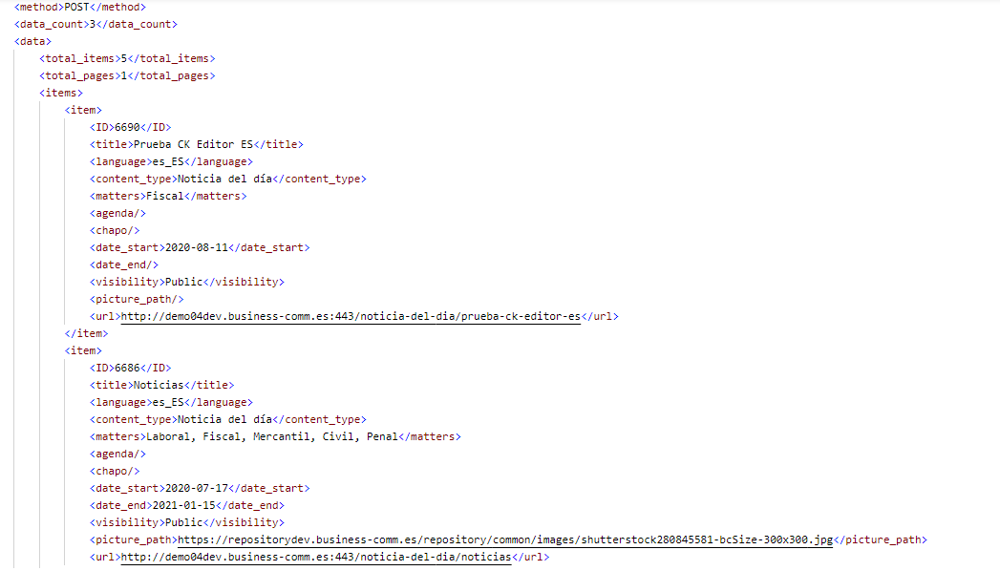 <method>POST</method>
<data_count>3</data_count>
<data>
<total_items>5</total_items>
<total_pages>1</total_pages>
<items>
<item>
<ID>6690</ID>
<title>Prueba CK Editor ES</title>
<language>es_ES</language>
<content_type>Noticia del día</content_type>
<matters>Fiscal</matters>
<agenda/>
<chapo/>
<date_start>2020-08-11</date_start>
<date_end/>
<visibility>Public</visibility>
<picture_path/>
<url>http://demo04dev.business-comm.es:443/noticia-del-dia/prueba-ck-editor-es</url>
</item>
<item>
<ID>6686</ID>
<title>Noticias</title>
<language>es_ES</language>
<content_type>Noticia del día</content_type>
<matters>Laboral, Fiscal, Mercantil, Civil, Penal</matters>
<agenda/>
<chapo/>
<date_start>2020-07-17</date_start>
<date_end>2021-01-15</date_end>
<visibility>Public</visibility>
<picture_path>https://repositorydev.business-comm.es/repository/common/images/shutterstock280845581-bcSize-300x300.jpg</picture_path>
<url>http://demo04dev.business-comm.es:443/noticia-del-dia/noticias</url>